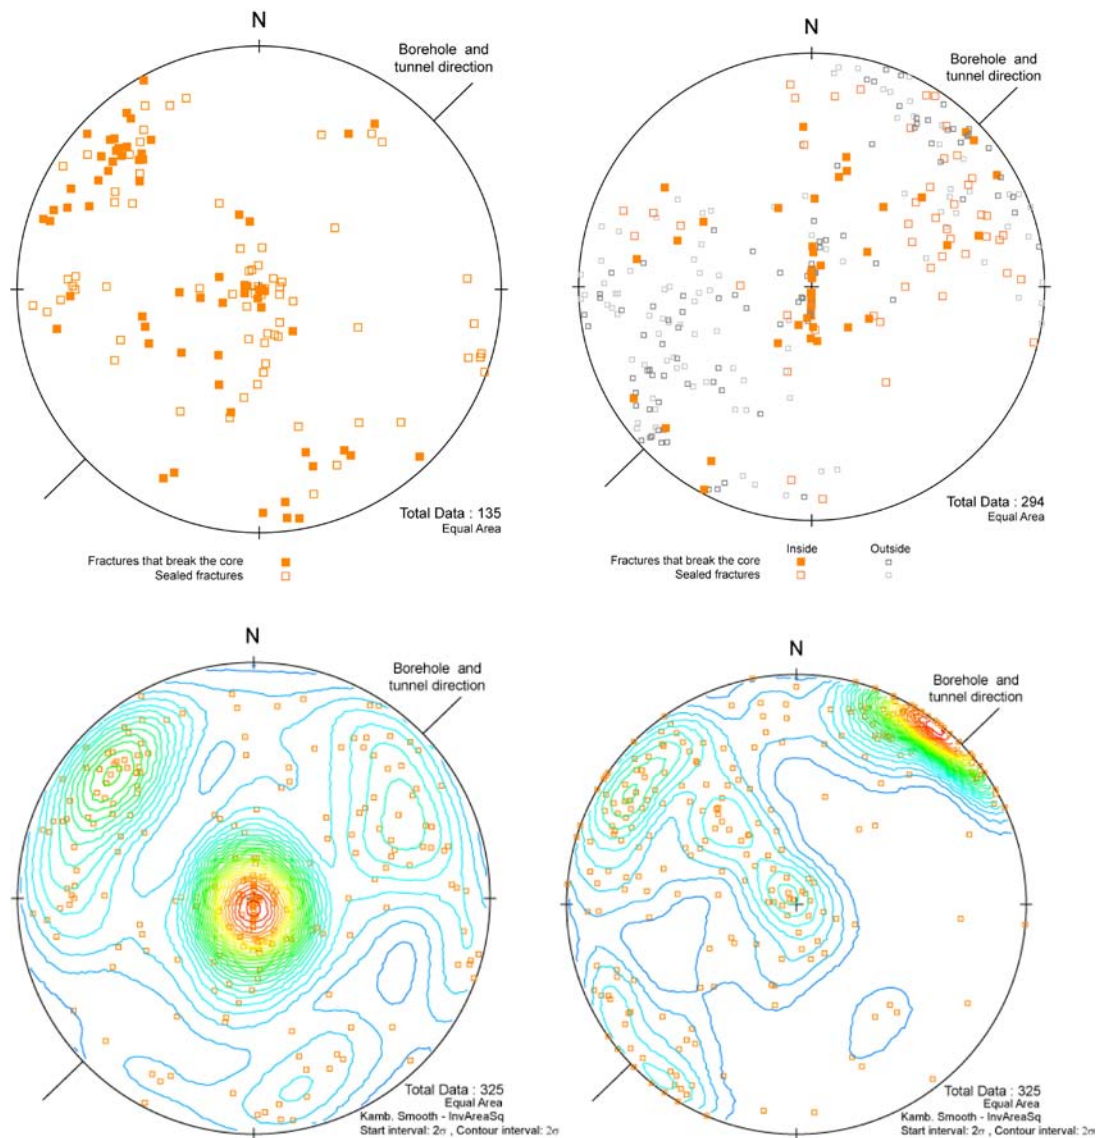 N
Borehole and
tunnel direction
Total Data : 135
Equal Area
Fractures that break the core
Sealed fractures
N
Borehole and
tunnel direction
Total Data : 294
Equal Area
Inside Outside
Fractures that break the core
Sealed fractures
N
Borehole and
tunnel direction
Total Data : 325
Equal Area
Kamb. Smooth - InvAreaSq
Start interval: 2σ , Contour interval: 2σ
N
Borehole and
tunnel direction
Total Data : 325
Equal Area
Kamb. Smooth - InvAreaSq
Start interval: 2σ , Contour interval: 2σ